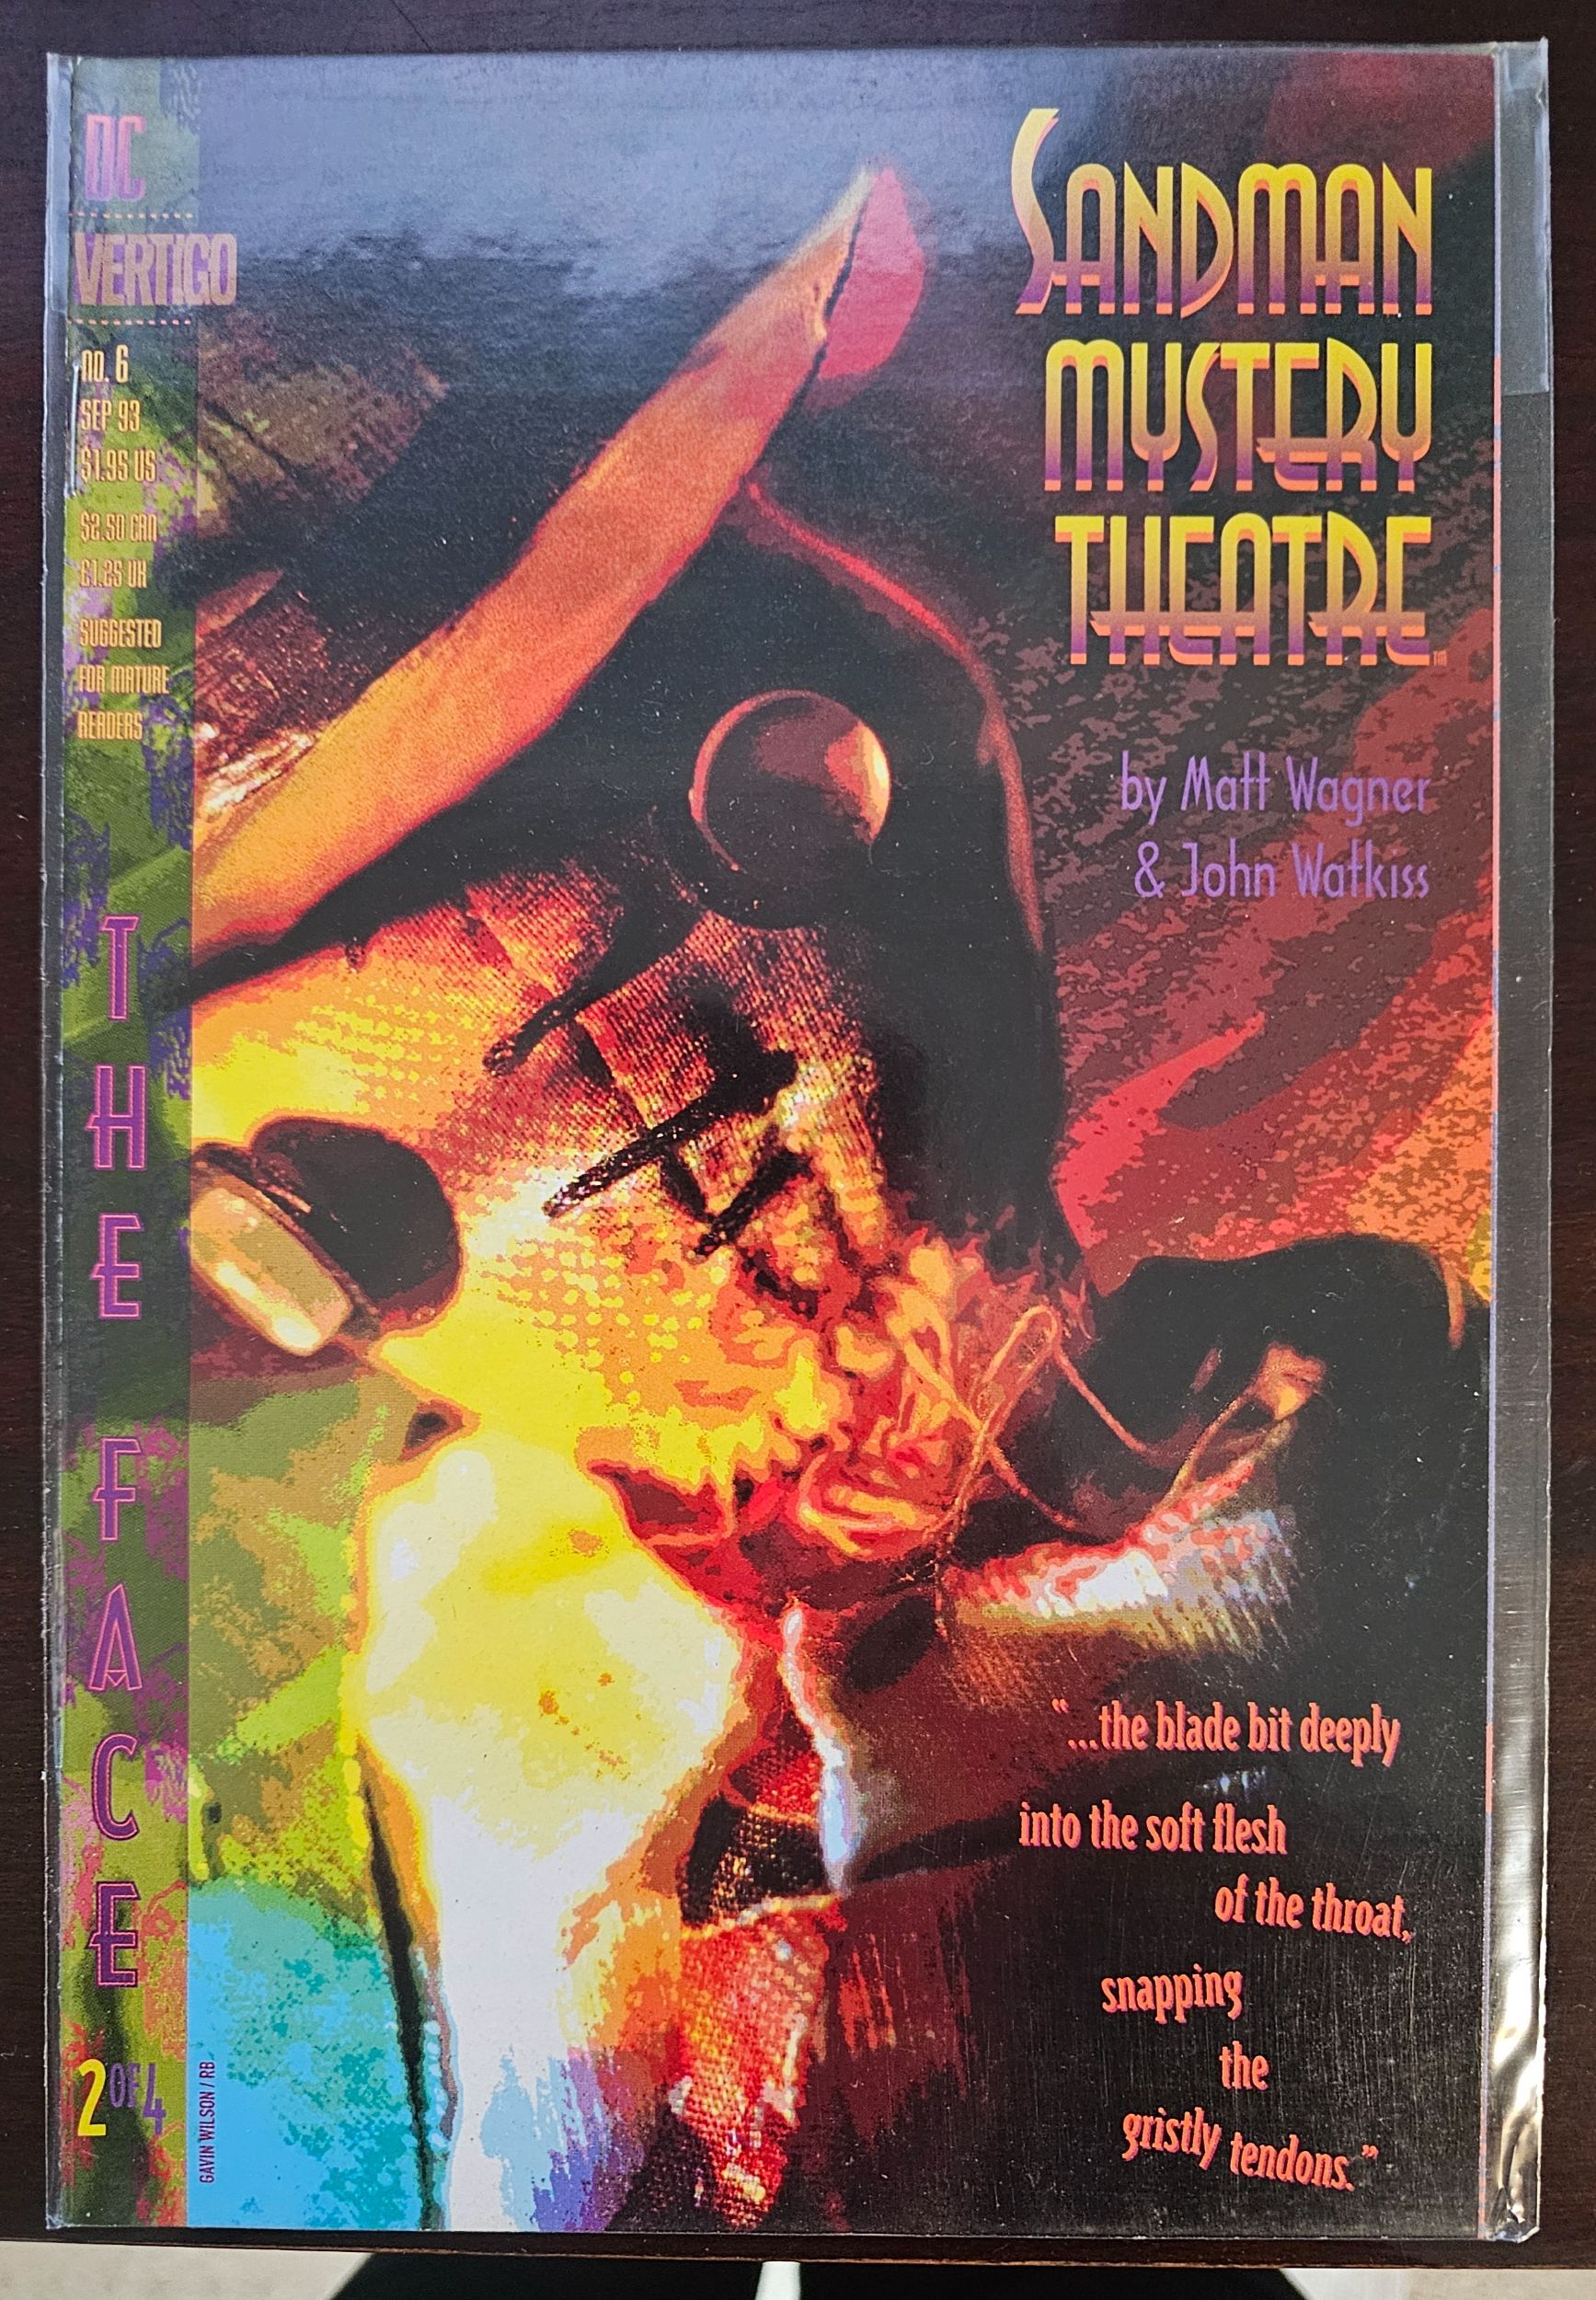 DC
VERTIGO
no. 6
SEP 93
$1.95 US
$2.50 CAN
£1.25 UK
SUGGESTED
FOR MATURE
READERS
THE FACE
2 OF 4
GAVIN WILSON / RB
SANDMAN
MYSTERY
THEATRE™
by Matt Wagner
& John Watkiss
"...the blade bit deeply
into the soft flesh
of the throat,
snapping
the
gristly tendons."